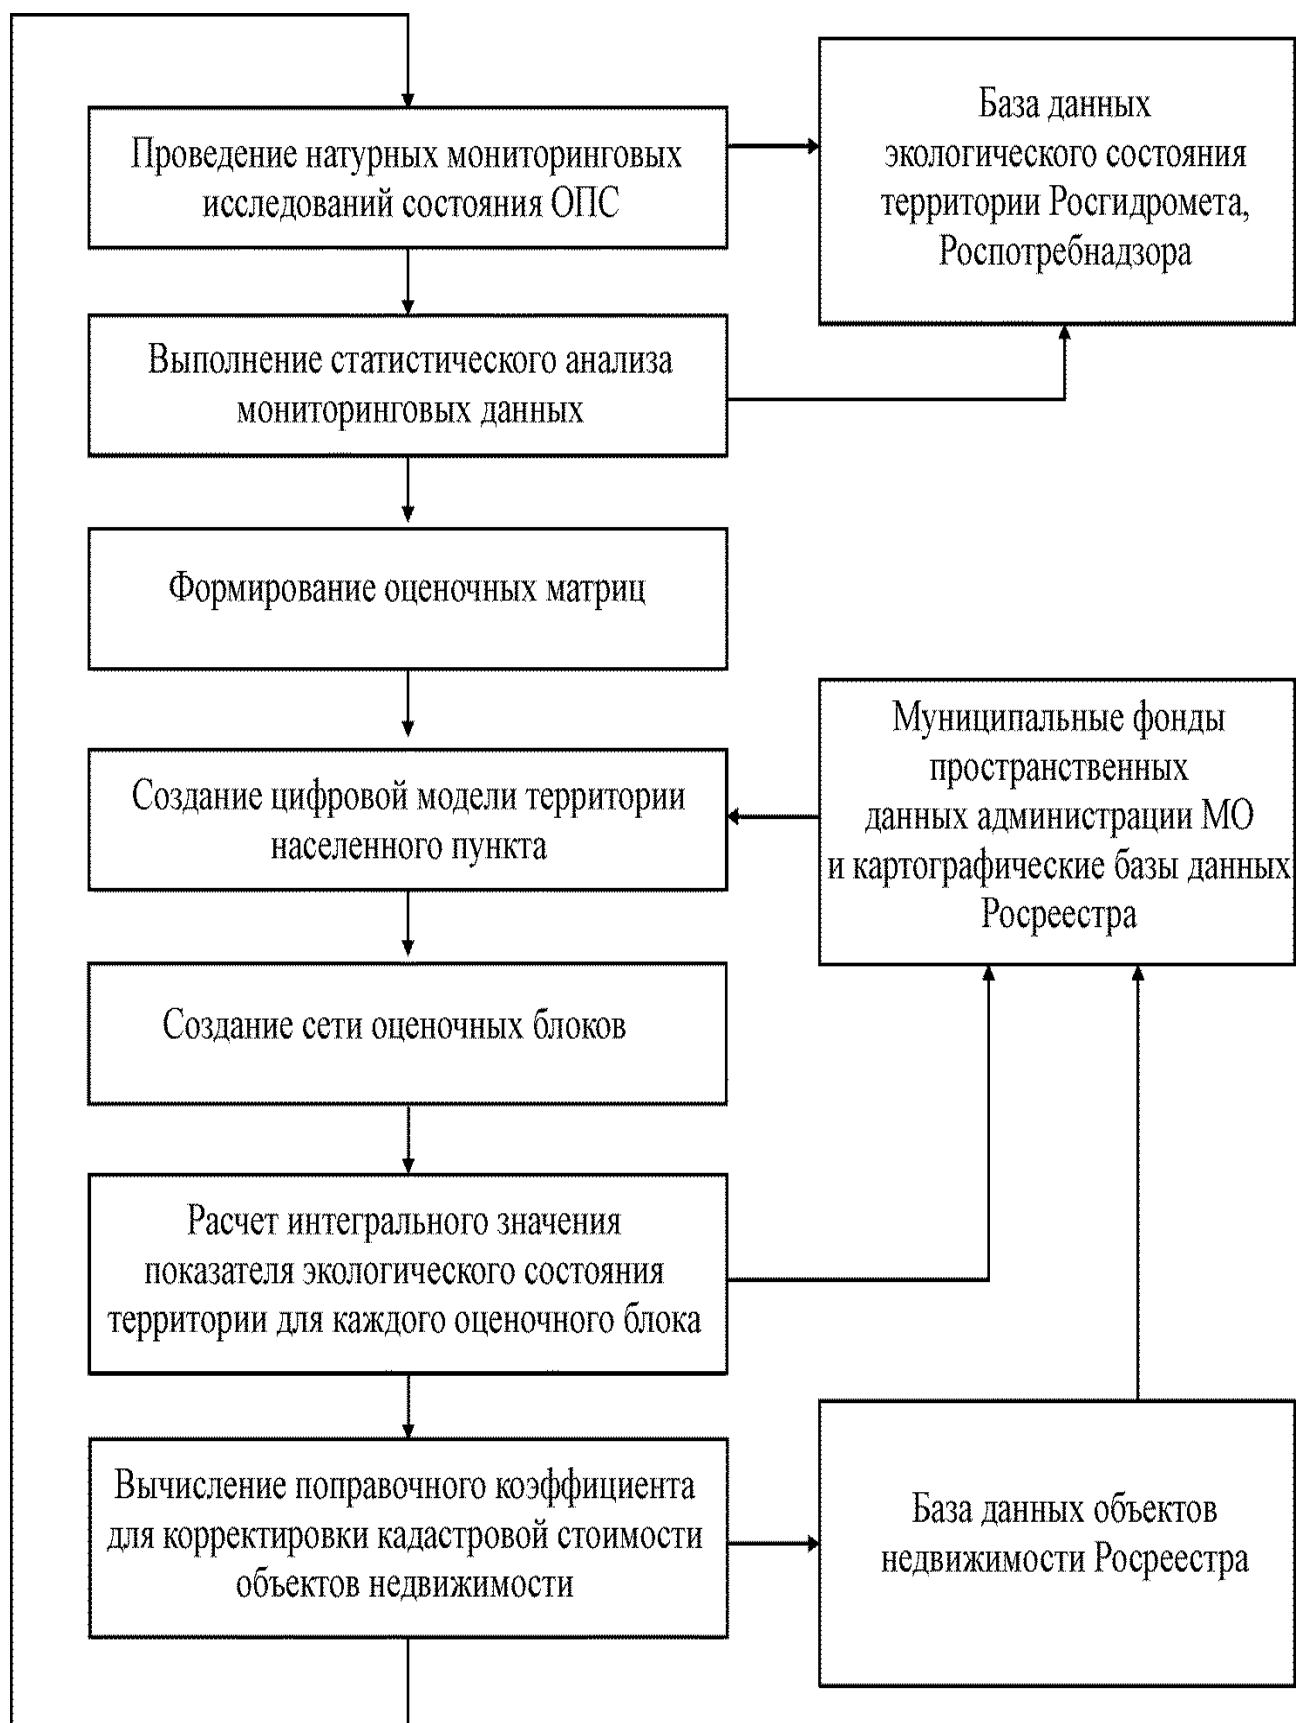 Проведение натурных мониторинговых
исследований состояния ОПС
База данных
экологического состояния
территории Росгидромета,
Роспотребнадзора
Выполнение статистического анализа
мониторинговых данных
Формирование оценочных матриц
Создание цифровой модели территории
населенного пункта
Муниципальные фонды
пространственных
данных администрации МО
и картографические базы данных
Росреестра
Создание сети оценочных блоков
Расчет интегрального значения
показателя экологического состояния
территории для каждого оценочного блока
Вычисление поправочного коэффициента
для корректировки кадастровой стоимости
объектов недвижимости
База данных объектов
недвижимости Росреестра